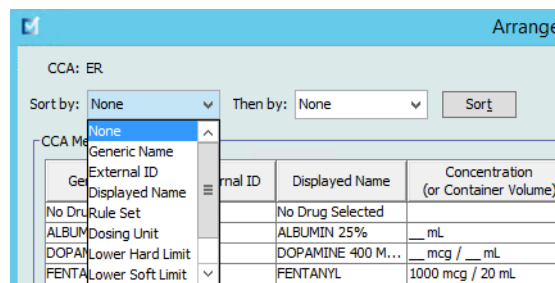 Arrange
CCA: ER
Sort by: None Then by: None Sort
CCA Me
None
Generic Name
External ID
Displayed Name
Rule Set
Dosing Unit
Lower Hard Limit
Lower Soft Limit
Ge rnal ID Displayed Name Concentration
(or Container Volume)
No Dru No Drug Selected
ALBUM ALBUMIN 25% __ mL
DOPAM DOPAMINE 400 M... __ mcg / __ mL
FENTA FENTANYL 1000 mcg / 20 mL